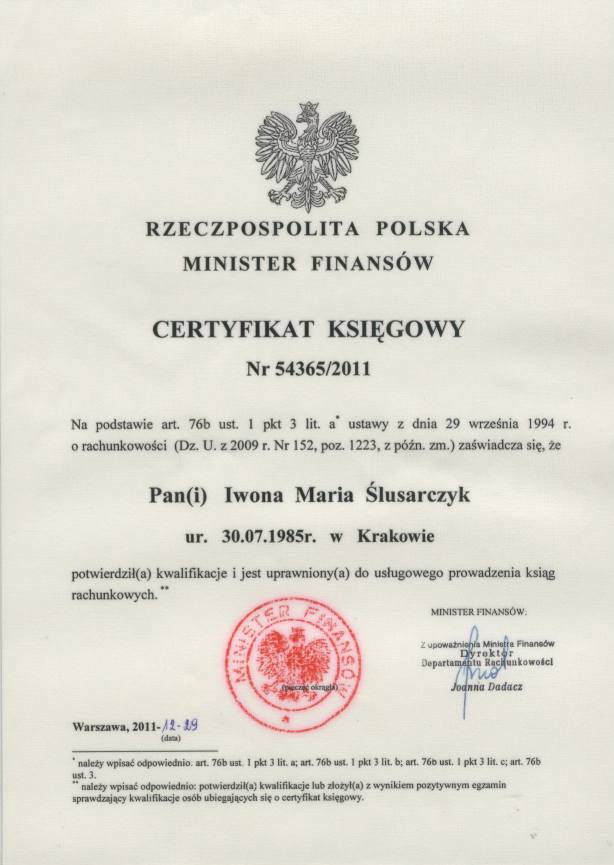 RZECZPOSPOLITA POLSKA
MINISTER FINANSÓW
CERTYFIKAT KSIĘGOWY
Nr 54365/2011
Na podstawie art. 76b ust. 1 pkt 3 lit. a* ustawy z dnia 29 września 1994 r.
o rachunkowości (Dz. U. z 2009 r. Nr 152, poz. 1223, z późn. zm.) zaświadcza się, że
Pan(i) Iwona Maria Ślusarczyk
ur. 30.07.1985r. w Krakowie
potwierdził(a) kwalifikacje i jest uprawniony(a) do usługowego prowadzenia ksiąg
rachunkowych.**
MINISTER FINANSÓW
(pieczęć okrągła)
MINISTER FINANSÓW:
Z upoważnienia Ministra Finansów
Dyrektor
Departamentu Rachunkowości
Joanna Dadacz
Warszawa, 2011-12-29
(data)
* należy wpisać odpowiednio: art. 76b ust. 1 pkt 3 lit. a; art. 76b ust. 1 pkt 3 lit. b; art. 76b ust. 1 pkt 3 lit. c; art. 76b
ust. 3.
** należy wpisać odpowiednio: potwierdził(a) kwalifikacje lub złożył(a) z wynikiem pozytywnym egzamin
sprawdzający kwalifikacje osób ubiegających się o certyfikat księgowy.